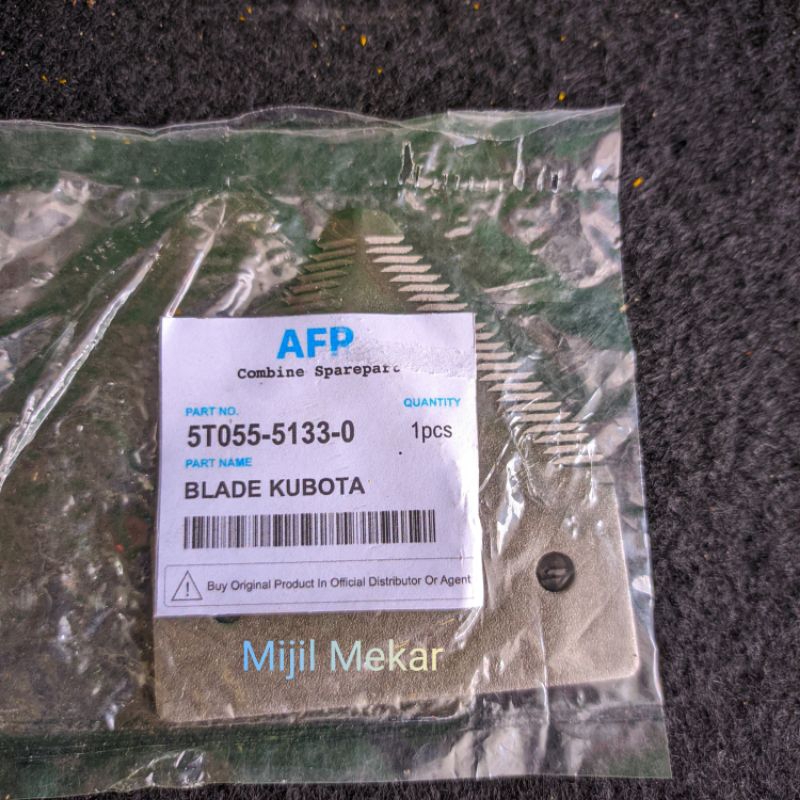 AFP
Combine Sparepart
PART NO.
QUANTITY
5T055-5133-0
1pcs
PART NAME
BLADE KUBOTA
Buy Original Product In Official Distributor Or Agent
Mijil Mekar